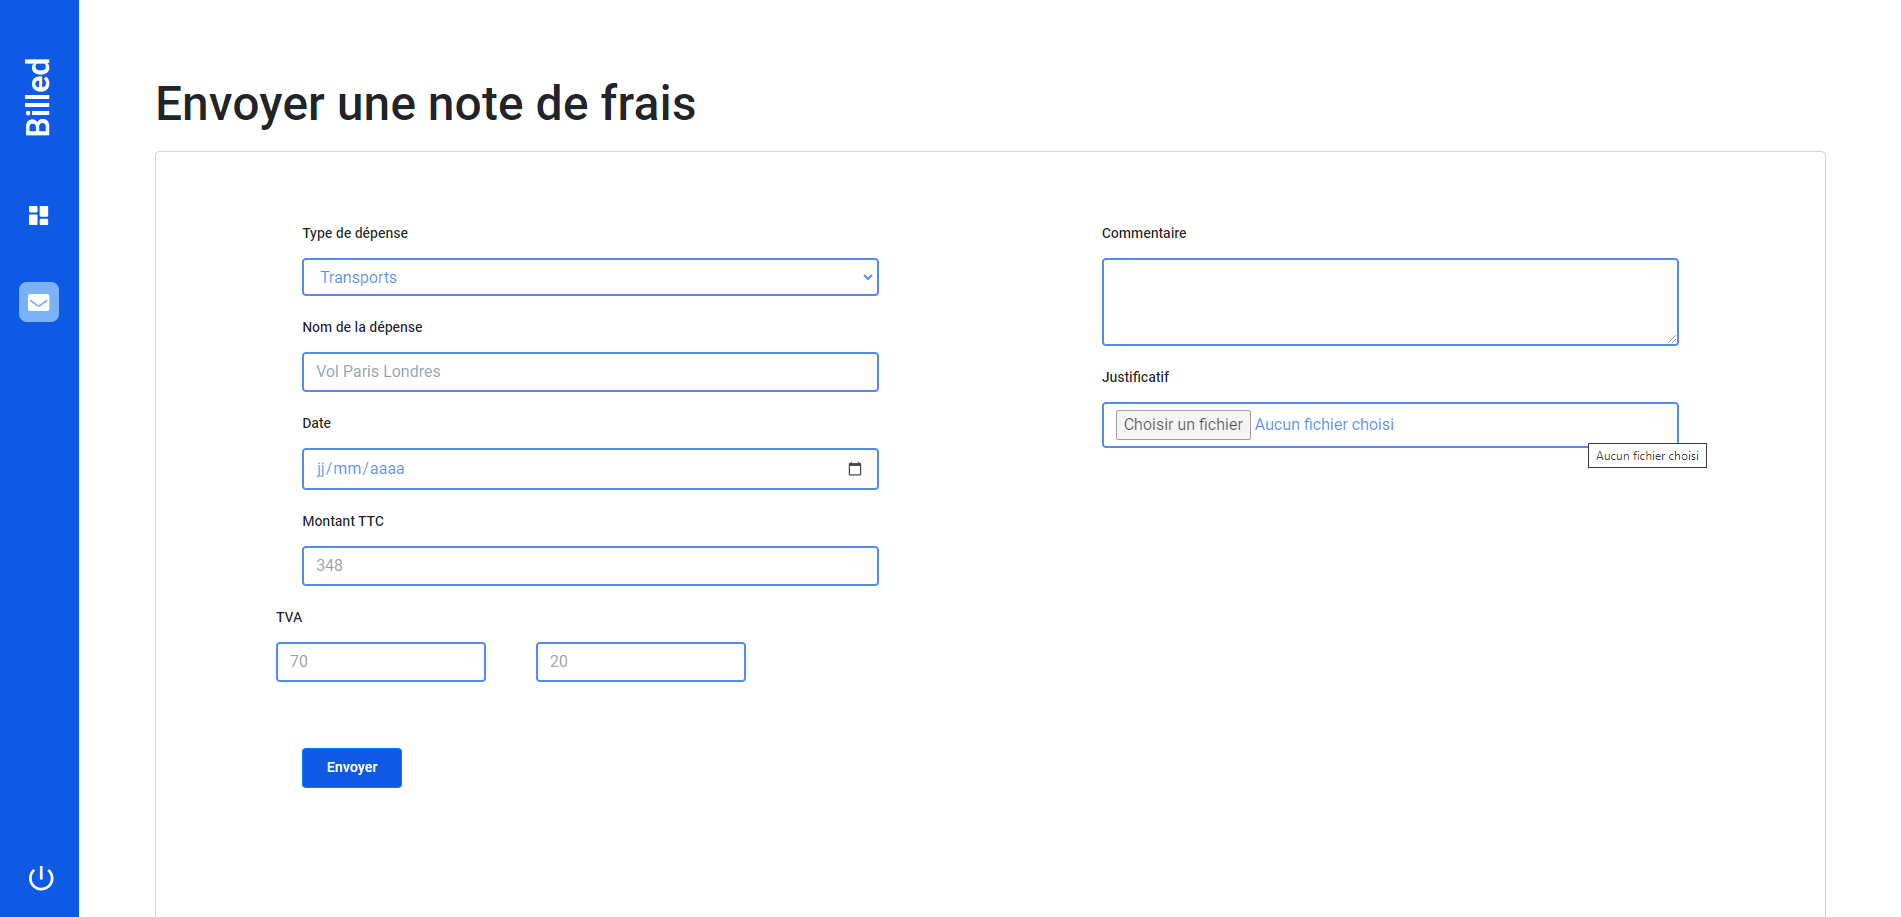 Billed
Envoyer une note de frais
Type de dépense
Transports
Nom de la dépense
Vol Paris Londres
Date
jj/mm/aaaa
Montant TTC
348
TVA
70 20
Envoyer
Commentaire
Justificatif
Choisir un fichier Aucun fichier choisi
Aucun fichier choisi